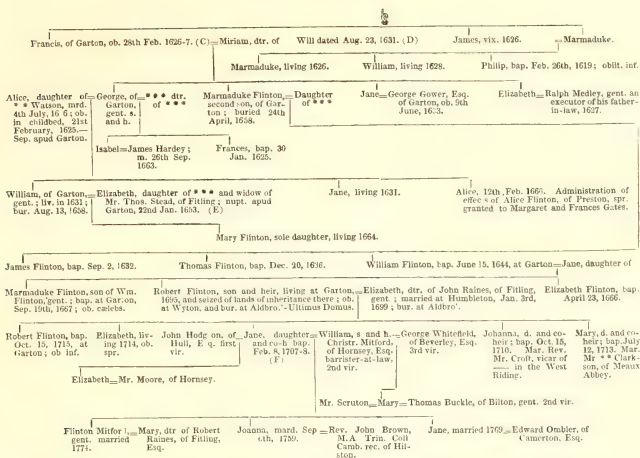 Francis, of Garton, ob. 28th Feb. 1626-7. (C)=Miriam, dtr. of Will dated Aug. 23, 1631. (D) James, vix. 1626. =Marmaduke.
Marmaduke, living 1626. William, living 1628. Philip, bap. Feb. 26th, 1619; obiit. inf.
Alice, daughter of
* * Watson, mrd.
4th July, 16 6; ob.
in childbed, 21st
February, 1625.—
Sep. apud Garton.
=George, of
Garton,
gent. s.
and h.
=* * * dtr.
of * * *
Marmaduke Flinton,
second son, of Gar-
ton; buried 24th
April, 1658.
=Daughter
of * * *
Jane=George Gower, Esq.
of Garton, ob. 9th
June, 1633.
Elizabeth=Ralph Medley, gent. an
executor of his father-
in-law, 1627.
Isabel=James Hardey;
m. 26th Sep.
1663.
Frances, bap. 30
Jan. 1625.
William, of Garton,
gent.; liv. in 1631;
bur. Aug. 13, 1658.
=Elizabeth, daughter of * * * and widow of
Mr. Thos. Stead, of Fitling; nupt. apud
Garton, 22nd Jan. 1653. (E)
Jane, living 1631.
Alice, 12th Feb. 1666. Administration of
effec s of Alice Flinton, of Preston, spr.
granted to Margaret and Frances Gates.
Mary Flinton, sole daughter, living 1664.
James Flinton, bap. Sep. 2, 1632. Thomas Flinton, bap. Dec. 20, 1636. William Flinton, bap. June 15, 1644, at Garton=Jane, daughter of
Marmaduke Flinton, son of Wm.
Flinton, gent.; bap. at Garton,
Sep. 19th, 1667; ob. cælebs.
Robert Flinton, son and heir, living at Garton,
1695, and seized of lands of inheritance there; ob.
at Wyton, and bur. at Aldbro.'-Ultimus Domus.
=Elizabeth, dtr. of John Raines, of Fitling,
gent; married at Humbleton, Jan. 3rd,
1699; bur. at Aldbro'.
Elizabeth Flinton, bap.
April 23, 1666.
Robert Flinton, bap.
Oct. 15, 1715, at
Garton; ob inf.
Elizabeth, liv-
ing 1714, ob.
spr.
John Hodg on, of
Hull, E q. first
vir.
=Jane, daughter
and co-h bap.
Feb. 8, 1707-8.
(F)
=William, s and h.
Christr. Mitford,
of Hornsey, Esq.
barrister-at-law,
2nd vir.
=George Whitefield,
of Beverley, Esq.
3rd vir.
Johanna, d. and co-
heir; bap. Oct. 15,
1710. Mar. Rev.
Mr. Croft, vicar of
—— in the West
Riding.
Mary, d. and co-
heir; bap. July
12, 1713. Mar.
Mr * * Clark-
son, of Meaux
Abbey.
Elizabeth=Mr. Moore, of Hornsey.
Mr. Scruton=Mary=Thomas Buckle, of Bilton, gent. 2nd vir.
Flinton Mitfor l,
gent. married
1774.
=Mary, dtr of Robert
Raines, of Fitling,
Esq.
Joanna, mard. Sep
6th, 1759.
=Rev. John Brown,
M.A Trin. Coll
Camb. rec. of Hil-
ston.
Jane, married 1769=Edward Ombler, of
Camerton, Esq.